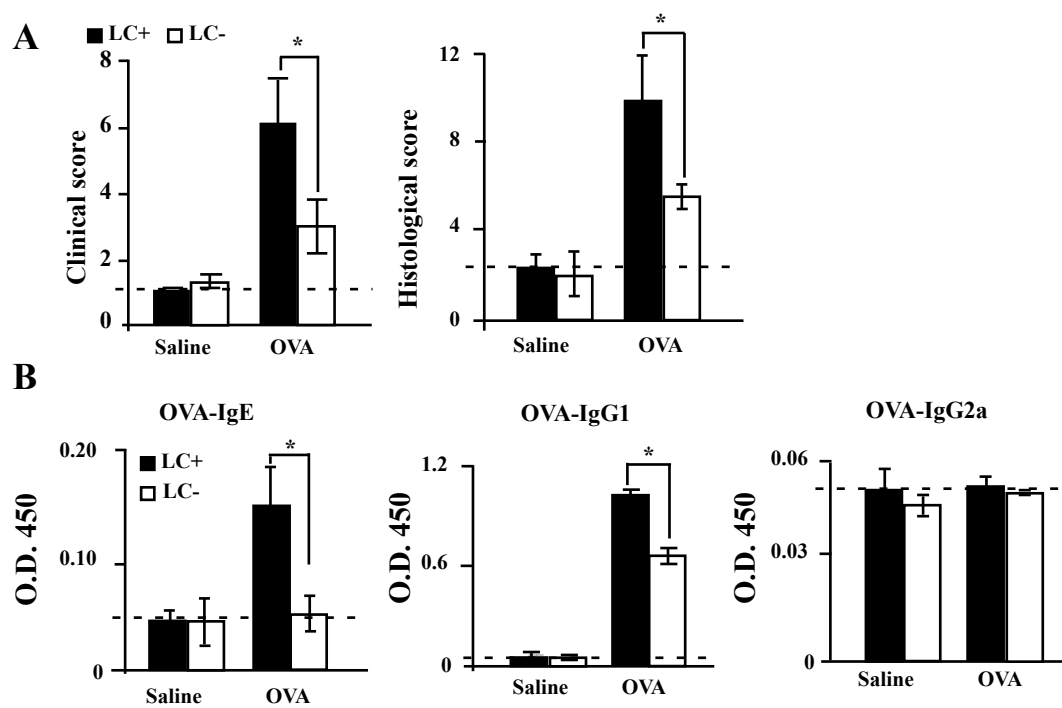 A
LC+ LC-
*
8
6
4
2
0
Clinical score
Saline OVA
*
12
8
4
0
Histological score
Saline OVA
B
OVA-IgE
LC+
LC-
*
0.20
0.10
0
O.D. 450
Saline OVA
OVA-IgG1
*
1.2
0.6
0
O.D. 450
Saline OVA
OVA-IgG2a
0.06
0.03
0
O.D. 450
Saline OVA